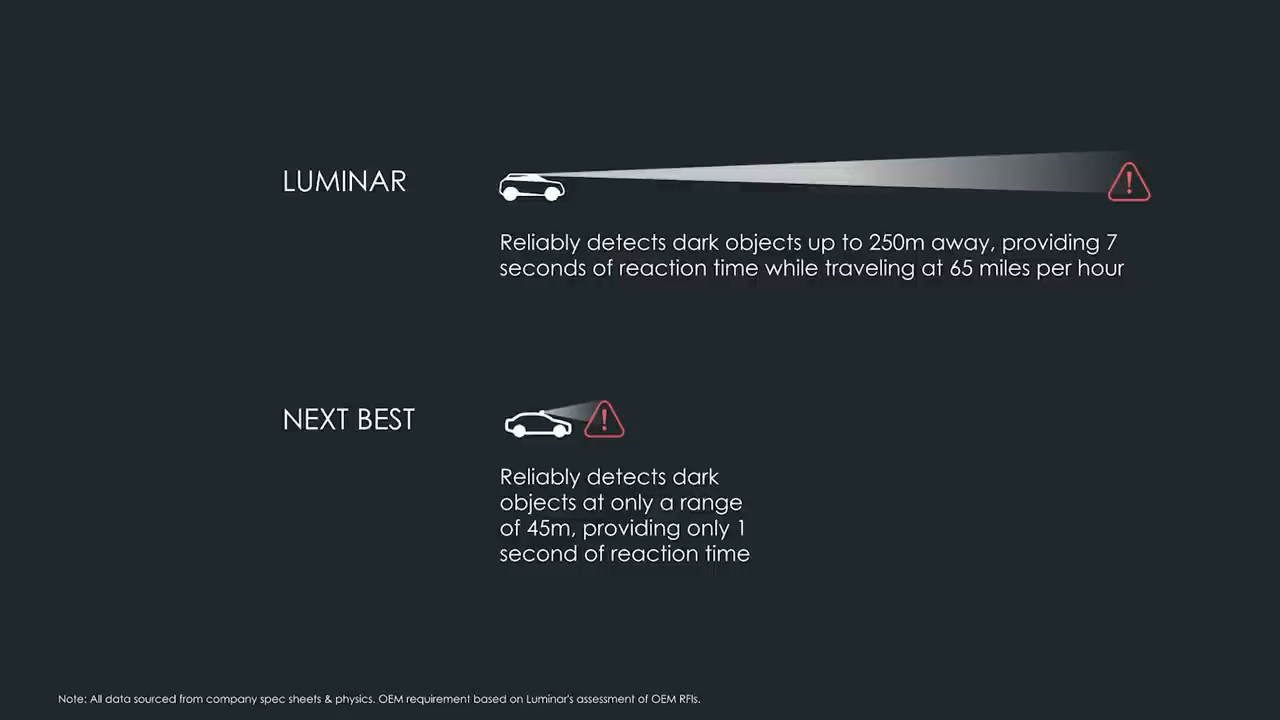 LUMINAR
Reliably detects dark objects up to 250m away, providing 7
seconds of reaction time while traveling at 65 miles per hour
NEXT BEST
Reliably detects dark
objects at only a range
of 45m, providing only 1
second of reaction time
Note: All data sourced from company spec sheets & physics. OEM requirement based on Luminar's assessment of OEM RFIs.